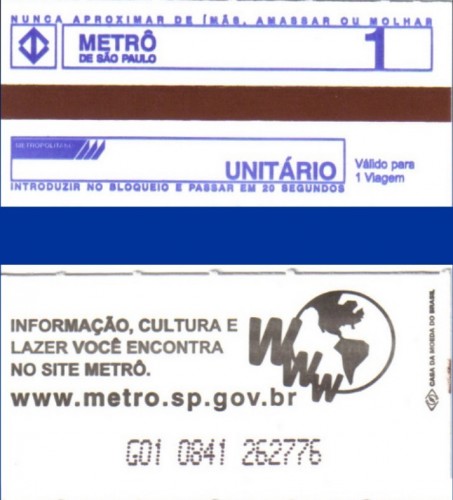 NUNCA APROXIMAR DE ÍMÃS, AMASSAR OU MOLHAR
METRÔ
DE SÃO PAULO
1
METROPOLITANO
UNITÁRIO
Válido para
1 Viagem
INTRODUZIR NO BLOQUEIO E PASSAR EM 20 SEGUNDOS
INFORMAÇÃO, CULTURA E
LAZER VOCÊ ENCONTRA
NO SITE METRÔ.
www.metro.sp.gov.br
WWW
CASA DA MOEDA DO BRASIL
G01 0841 262776